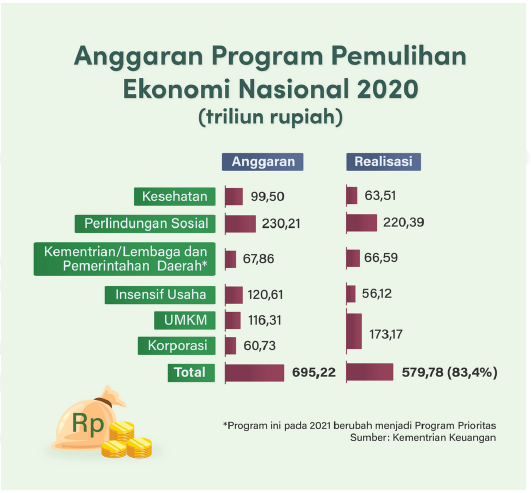 Anggaran Program Pemulihan
Ekonomi Nasional 2020
(triliun rupiah)
Anggaran Realisasi
Kesehatan 99,50 63,51
Perlindungan Sosial 230,21 220,39
Kementrian/Lembaga dan
Pemerintahan Daerah* 67,86 66,59
Insensif Usaha 120,61 56,12
UMKM 116,31
173,17
Korporasi 60,73
Total 695,22 579,78 (83,4%)
Rp
*Program ini pada 2021 berubah menjadi Program Prioritas
Sumber: Kementrian Keuangan